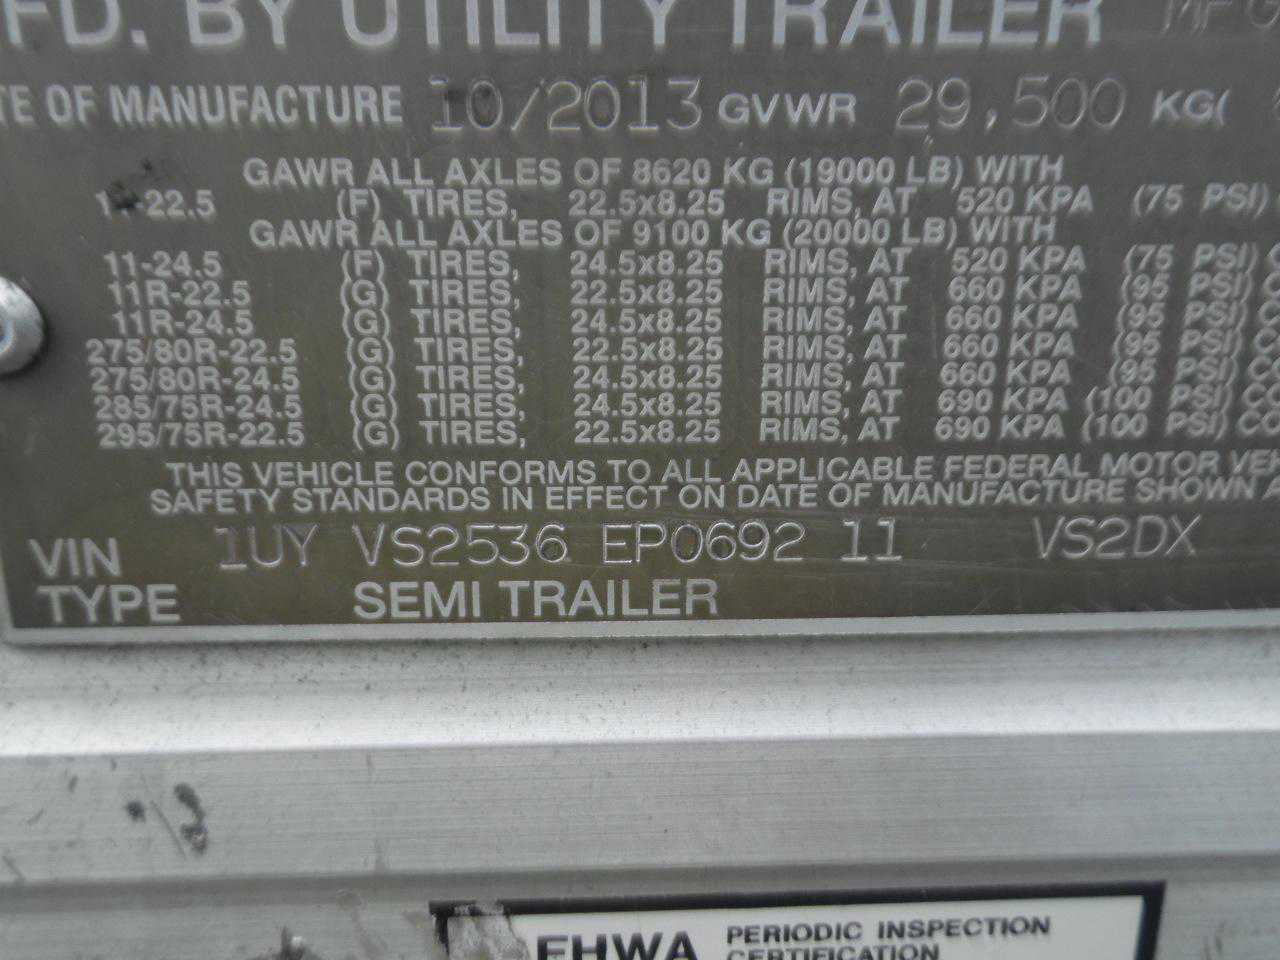 FD. BY UTILITY TRAILER MFG
TE OF MANUFACTURE 10/2013 GVWR 29,500 KG(
GAWR ALL AXLES OF 8620 KG (19000 LB) WITH
-22.5 (F) TIRES, 22.5x8.25 RIMS, AT 520 KPA (75 PSI)
GAWR ALL AXLES OF 9100 KG (20000 LB) WITH
11-24.5 (F) TIRES, 24.5x8.25 RIMS, AT 520 KPA (75 PSI) C
11R-22.5 (G) TIRES, 22.5x8.25 RIMS, AT 660 KPA (95 PSI) C
11R-24.5 (G) TIRES, 24.5x8.25 RIMS, AT 660 KPA (95 PSI) C
275/80R-22.5 (G) TIRES, 22.5x8.25 RIMS, AT 660 KPA (95 PSI) C
275/80R-24.5 (G) TIRES, 24.5x8.25 RIMS, AT 660 KPA (95 PSI) CO
285/75R-24.5 (G) TIRES, 24.5x8.25 RIMS, AT 690 KPA (100 PSI) CO
295/75R-22.5 (G) TIRES, 22.5x8.25 RIMS, AT 690 KPA (100 PSI) CO
THIS VEHICLE CONFORMS TO ALL APPLICABLE FEDERAL MOTOR VEH
SAFETY STANDARDS IN EFFECT ON DATE OF MANUFACTURE SHOWN A
VIN 1UY VS2536 EP0692 11 VS2DX
TYPE SEMI TRAILER
FHWA PERIODIC INSPECTION
CERTIFICATION